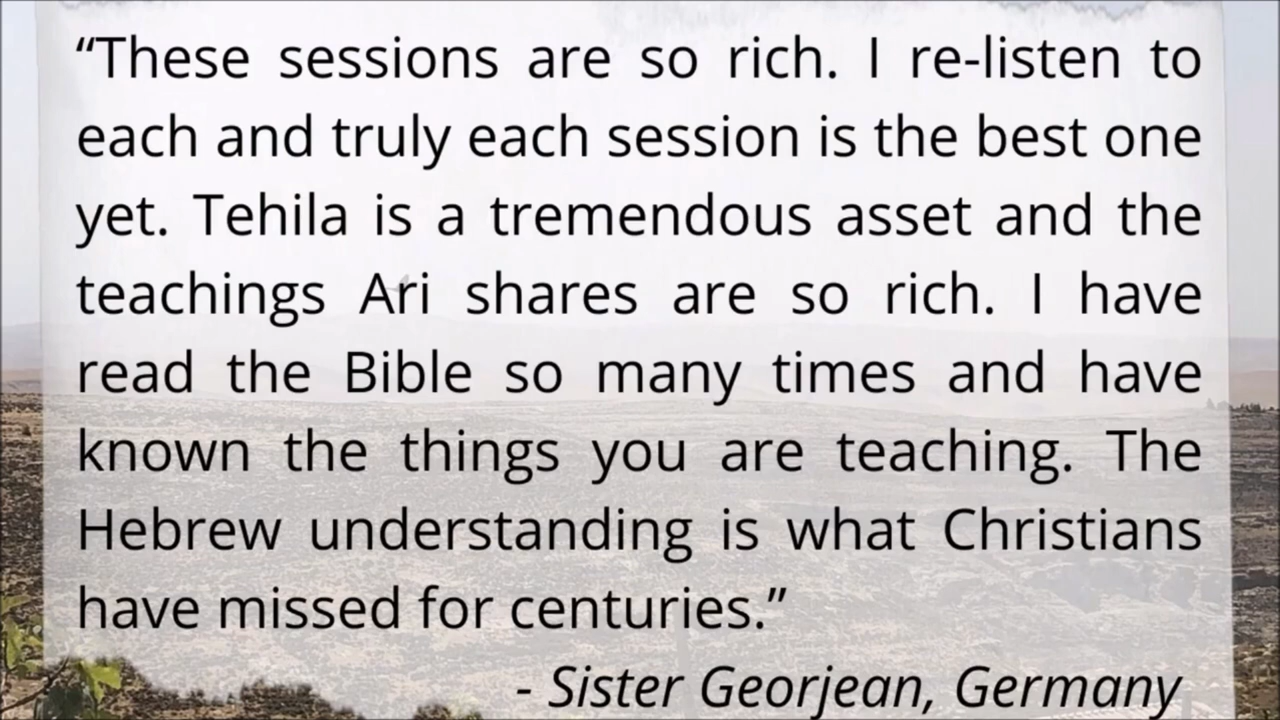 “These sessions are so rich. I re-listen to
each and truly each session is the best one
yet. Tehila is a tremendous asset and the
teachings Ari shares are so rich. I have
read the Bible so many times and have
known the things you are teaching. The
Hebrew understanding is what Christians
have missed for centuries.”
- Sister Georjean, Germany